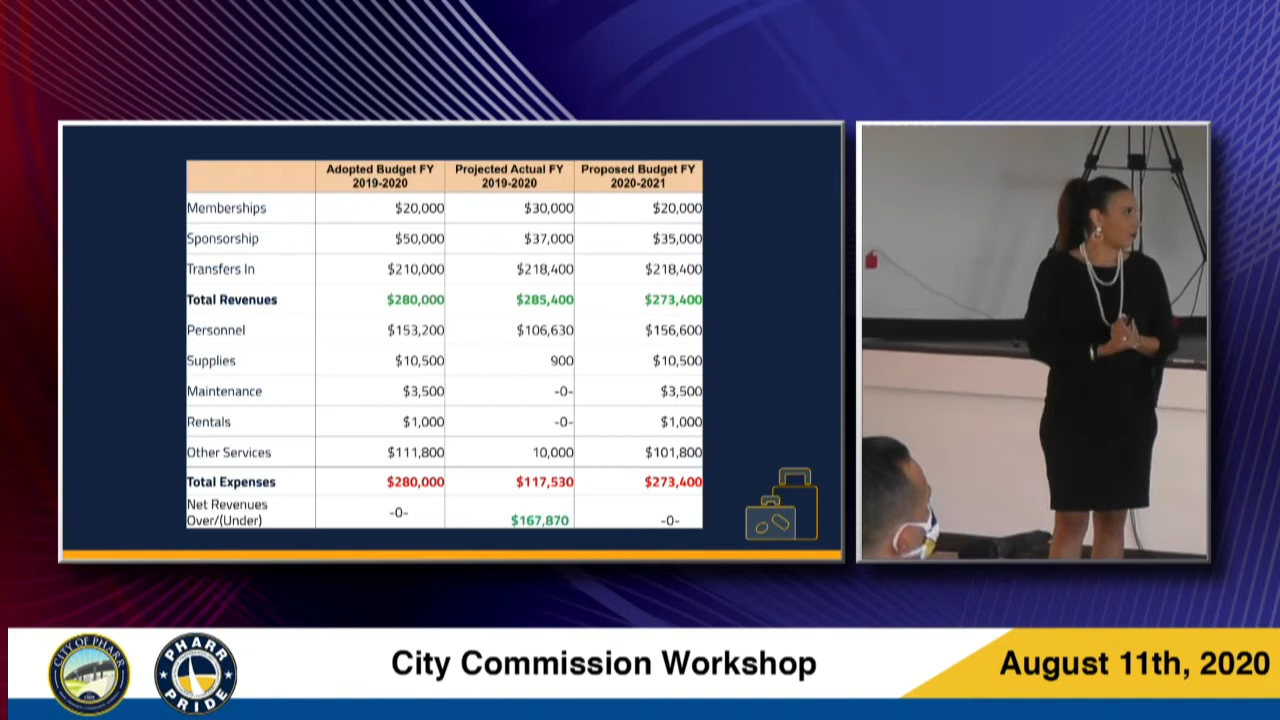 Adopted Budget FY 2019-2020 Projected Actual FY 2019-2020 Proposed Budget FY 2020-2021
Memberships $20,000 $30,000 $20,000
Sponsorship $50,000 $37,000 $35,000
Transfers In $210,000 $218,400 $218,400
Total Revenues $280,000 $285,400 $273,400
Personnel $153,200 $106,630 $156,600
Supplies $10,500 900 $10,500
Maintenance $3,500 -0- $3,500
Rentals $1,000 -0- $1,000
Other Services $111,800 10,000 $101,800
Total Expenses $280,000 $117,530 $273,400
Net Revenues Over/(Under) -0- $167,870 -0-
CITY OF PHARR
PHARR PRIDE
City Commission Workshop
August 11th, 2020